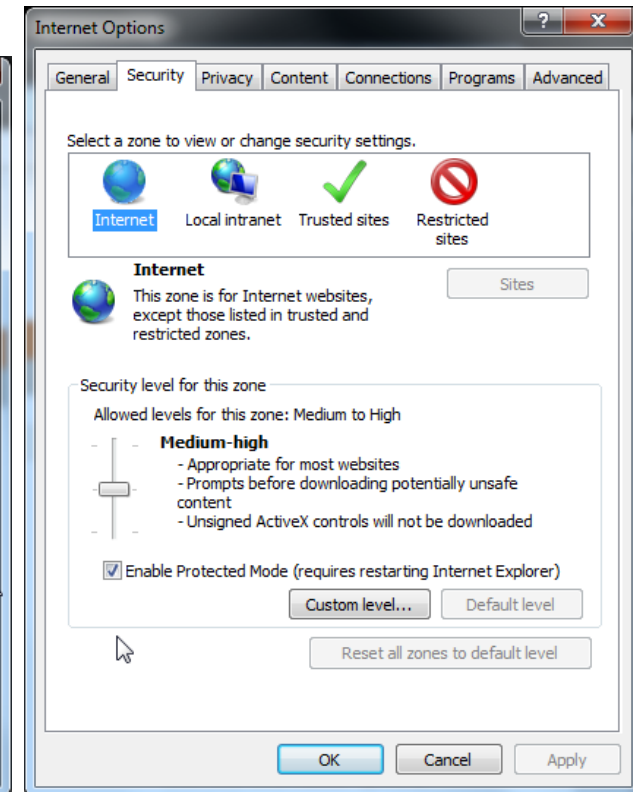 Internet Options
General Security Privacy Content Connections Programs Advanced
Select a zone to view or change security settings.
Internet Local intranet Trusted sites Restricted
sites
Internet
Sites
This zone is for Internet websites,
except those listed in trusted and
restricted zones.
Security level for this zone
Allowed levels for this zone: Medium to High
Medium-high
- Appropriate for most websites
- Prompts before downloading potentially unsafe
content
- Unsigned ActiveX controls will not be downloaded
Enable Protected Mode (requires restarting Internet Explorer)
Custom level... Default level
Reset all zones to default level
OK Cancel Apply